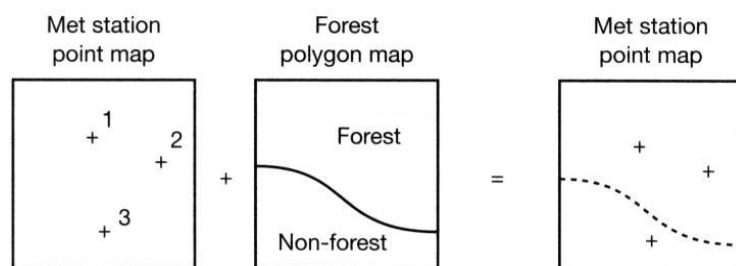 Met station
point map
Forest
polygon map
Met station
point map
1
2
3
+
Forest
Non-forest
=